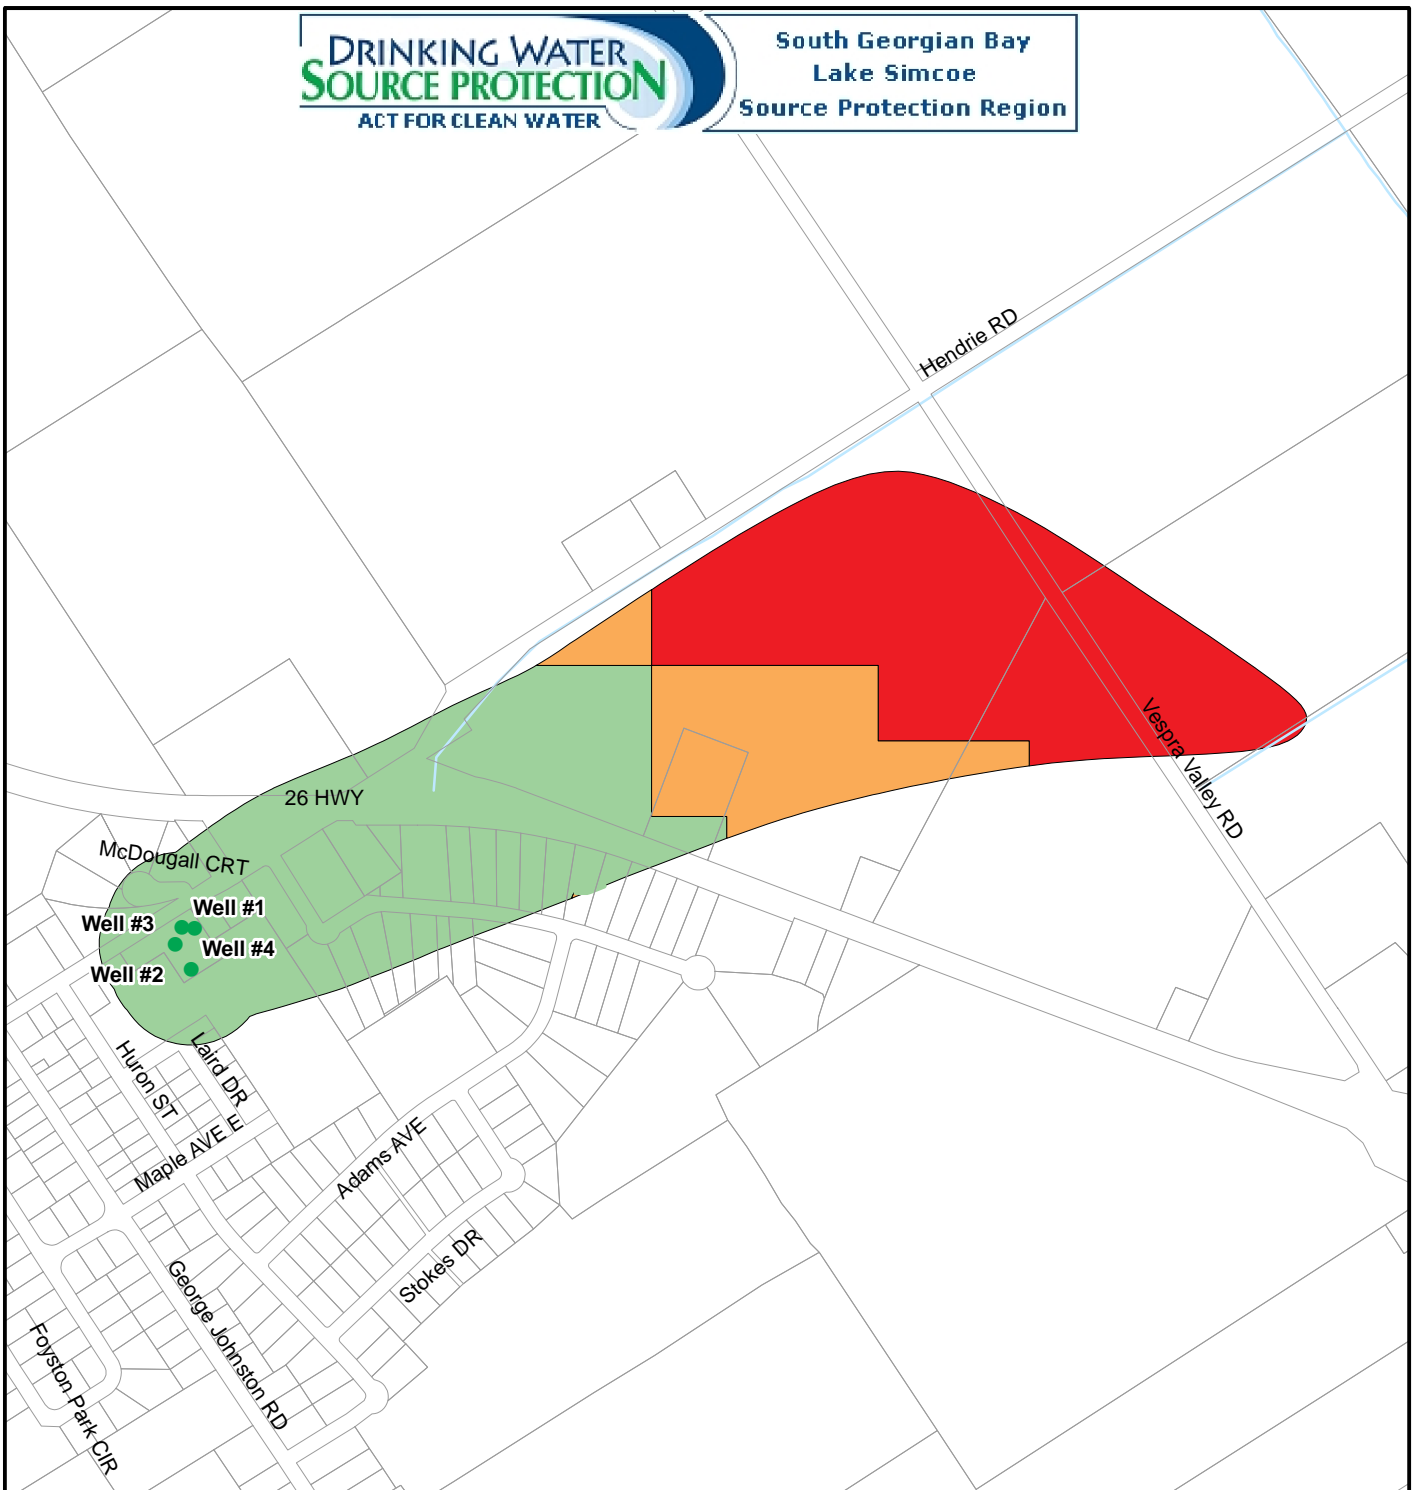 DRINKING WATER
SOURCE PROTECTION
ACT FOR CLEAN WATER
South Georgian Bay
Lake Simcoe
Source Protection Region
Hendrie RD
Vespra Valley RD
26 HWY
McDougall CRT
Well #1
Well #3
Well #4
Well #2
Huron ST
Laird DR
Maple AVE E
Adams AVE
Stokes DR
George Johnston RD
Foyston Park CIR